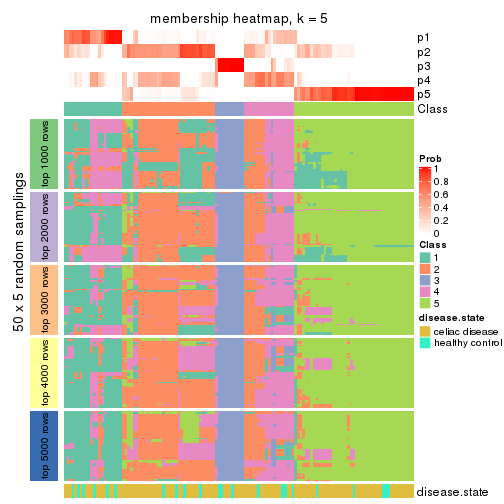 membership heatmap, k = 5
p1
p2
p3
p4
p5
Class
50 x 5 random samplings
top 1000 rows
top 2000 rows
top 3000 rows
top 4000 rows
top 5000 rows
disease.state
Prob
1
0.8
0.6
0.4
0.2
0
Class
1
2
3
4
5
disease.state
celiac disease
healthy control